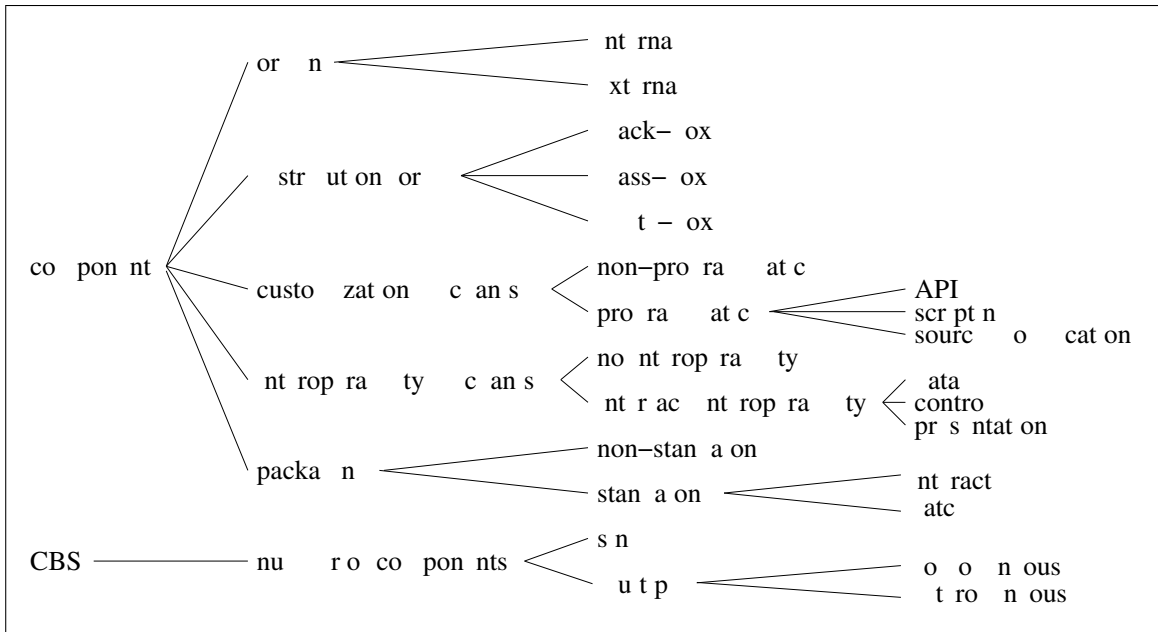 or n
nt rna
xt rna
str ut on or
ack− ox
ass− ox
t − ox
co pon nt
custo zat on c an s
non−pro ra at c
pro ra at c
API
scr pt n
sourc o cat on
nt rop ra ty c an s
no nt rop ra ty
nt r ac nt rop ra ty
ata
contro
pr s ntat on
packa n
non−stan a on
stan a on
nt ract
atc
CBS
nu r o co pon nts
s n
u t p
o o n ous
t ro n ous